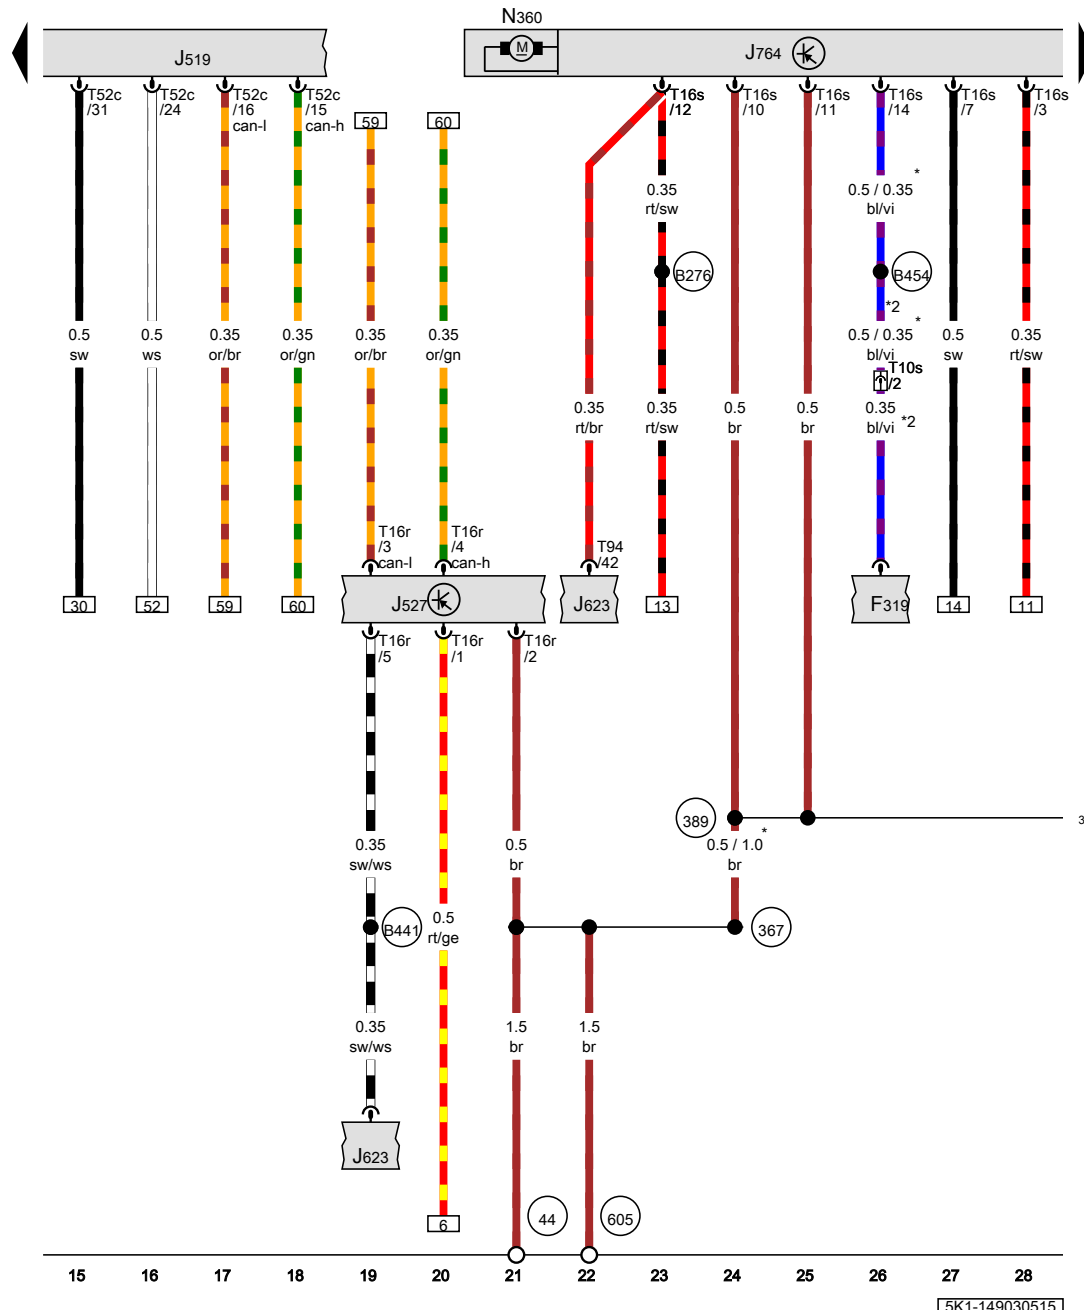 N360
J519
J764
M
T52c
/31
T52c
/24
T52c
/16
can-l
T52c
/15
can-h
59
60
T16s
/12
T16s
/10
T16s
/11
T16s
/14
T16s
/7
T16s
/3
0.35
rt/sw
*
0.5 / 0.35
bl/vi
B276
B454
*2
0.5
sw
0.5
ws
0.35
or/br
0.35
or/gn
0.35
or/br
0.35
or/gn
*
0.5 / 0.35
bl/vi
0.5
sw
0.35
rt/sw
T10s
/2
0.35
rt/br
0.35
rt/sw
0.5
br
0.5
br
0.35
bl/vi
*2
T16r
/3
can-l
T16r
/4
can-h
T94
/42
30
52
59
60
J527
J623
13
F319
14
11
T16r
/5
T16r
/1
T16r
/2
389
3
0.35
sw/ws
0.5
br
*
0.5 / 1.0
br
B441
0.5
rt/ge
367
0.35
sw/ws
1.5
br
1.5
br
J623
6
44
605
15
16
17
18
19
20
21
22
23
24
25
26
27
28
5K1-149030515